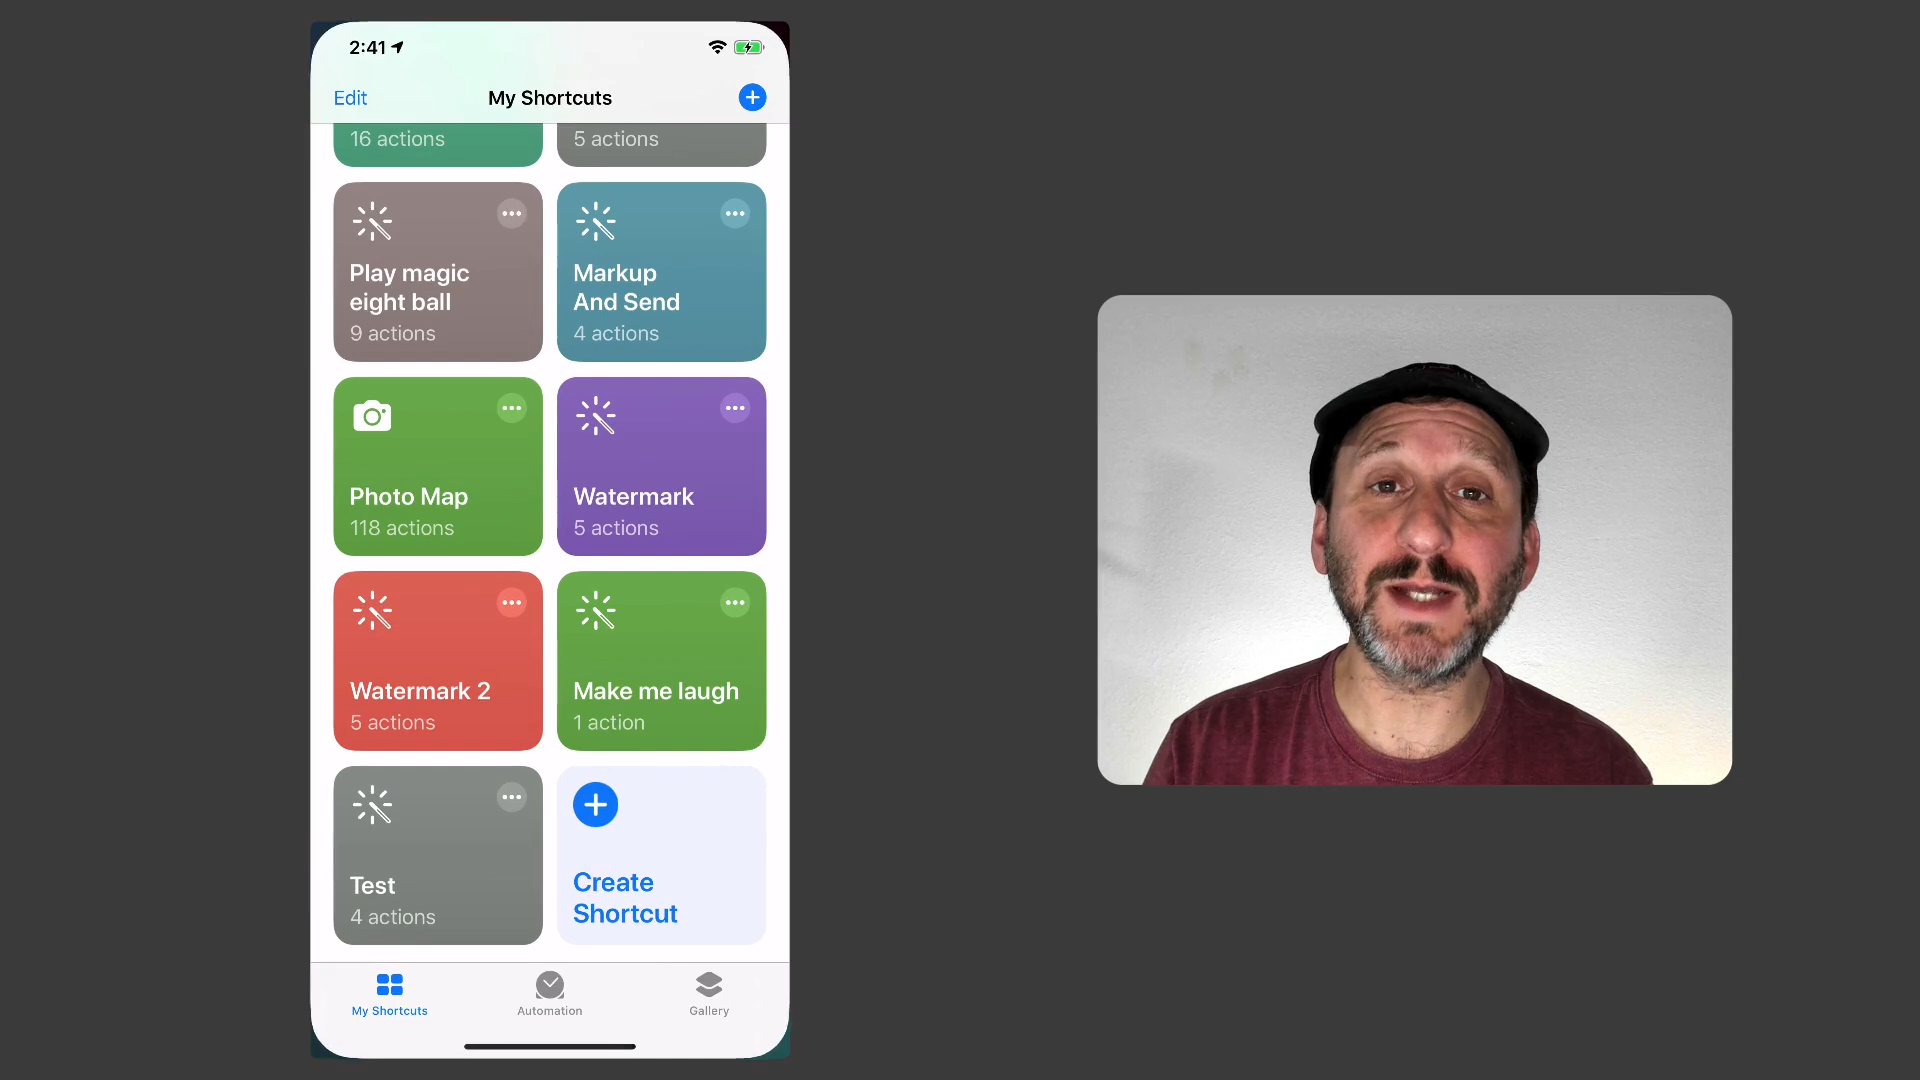 2:41
Edit
My Shortcuts
16 actions
5 actions
Play magic
eight ball
9 actions
Markup
And Send
4 actions
Photo Map
118 actions
Watermark
5 actions
Watermark 2
5 actions
Make me laugh
1 action
Test
4 actions
Create
Shortcut
My Shortcuts
Automation
Gallery